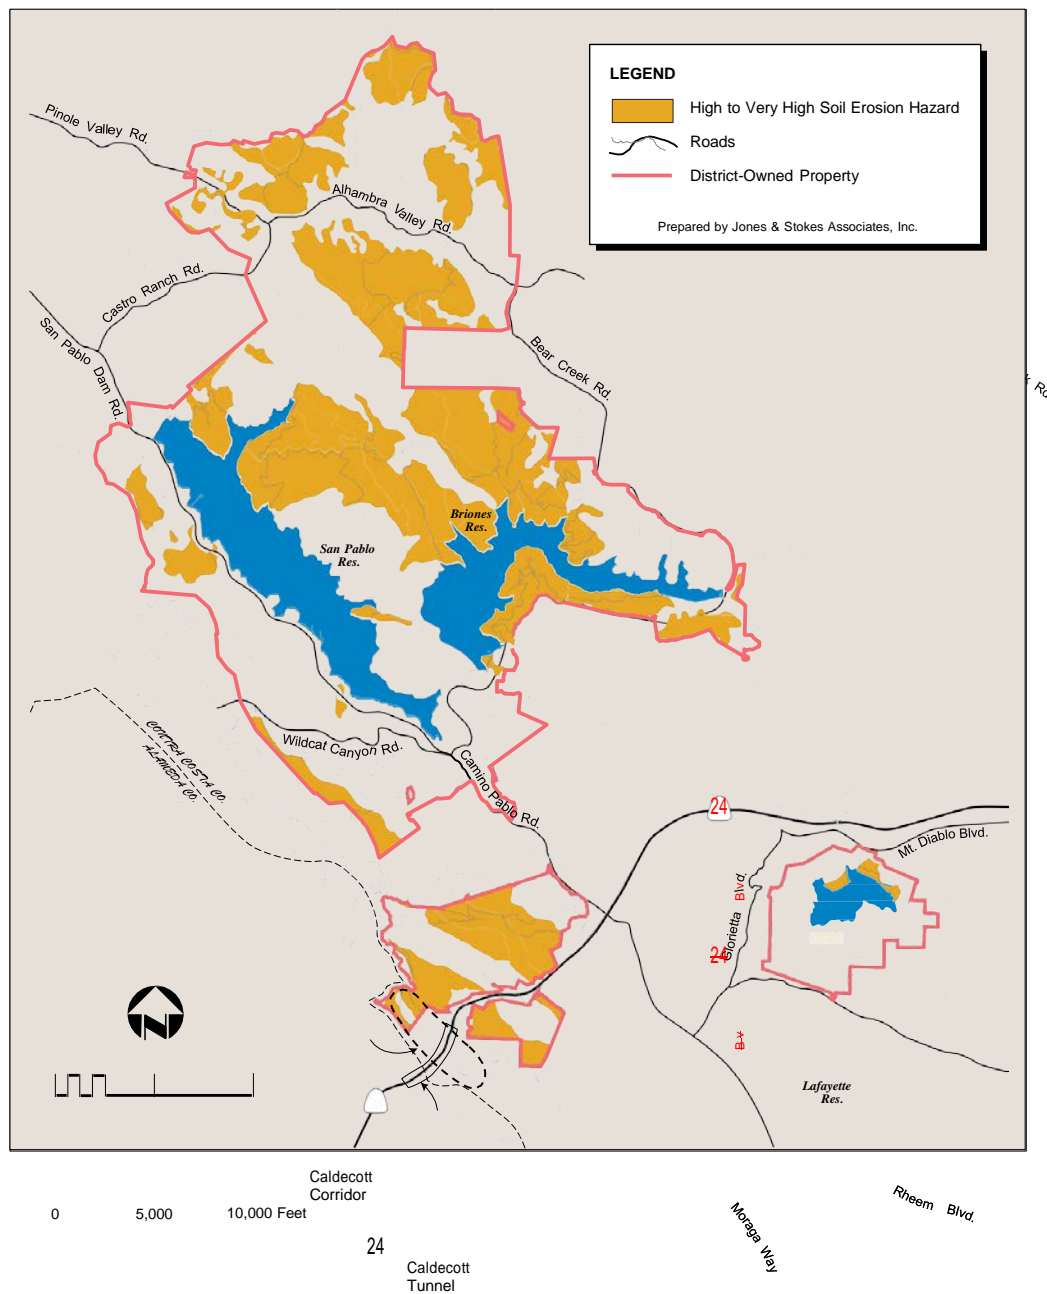 LEGEND
High to Very High Soil Erosion Hazard
Roads
District-Owned Property
Prepared by Jones & Stokes Associates, Inc.
Pinole Valley Rd.
Alhambra Valley Rd.
Castro Ranch Rd.
San Pablo Dam Rd.
Bear Creek Rd.
k Rd
Briones
Res.
San Pablo
Res.
CONTRA COSTA CO.
ALAMEDA CO.
Wildcat Canyon Rd.
Camino Pablo Rd.
24
Mt. Diablo Blvd.
Glorietta Blvd.
24
B v
Lafayette
Res.
N
Caldecott
Corridor
0 5,000 10,000 Feet
24
Caldecott
Tunnel
Moraga Way
Rheem Blvd.